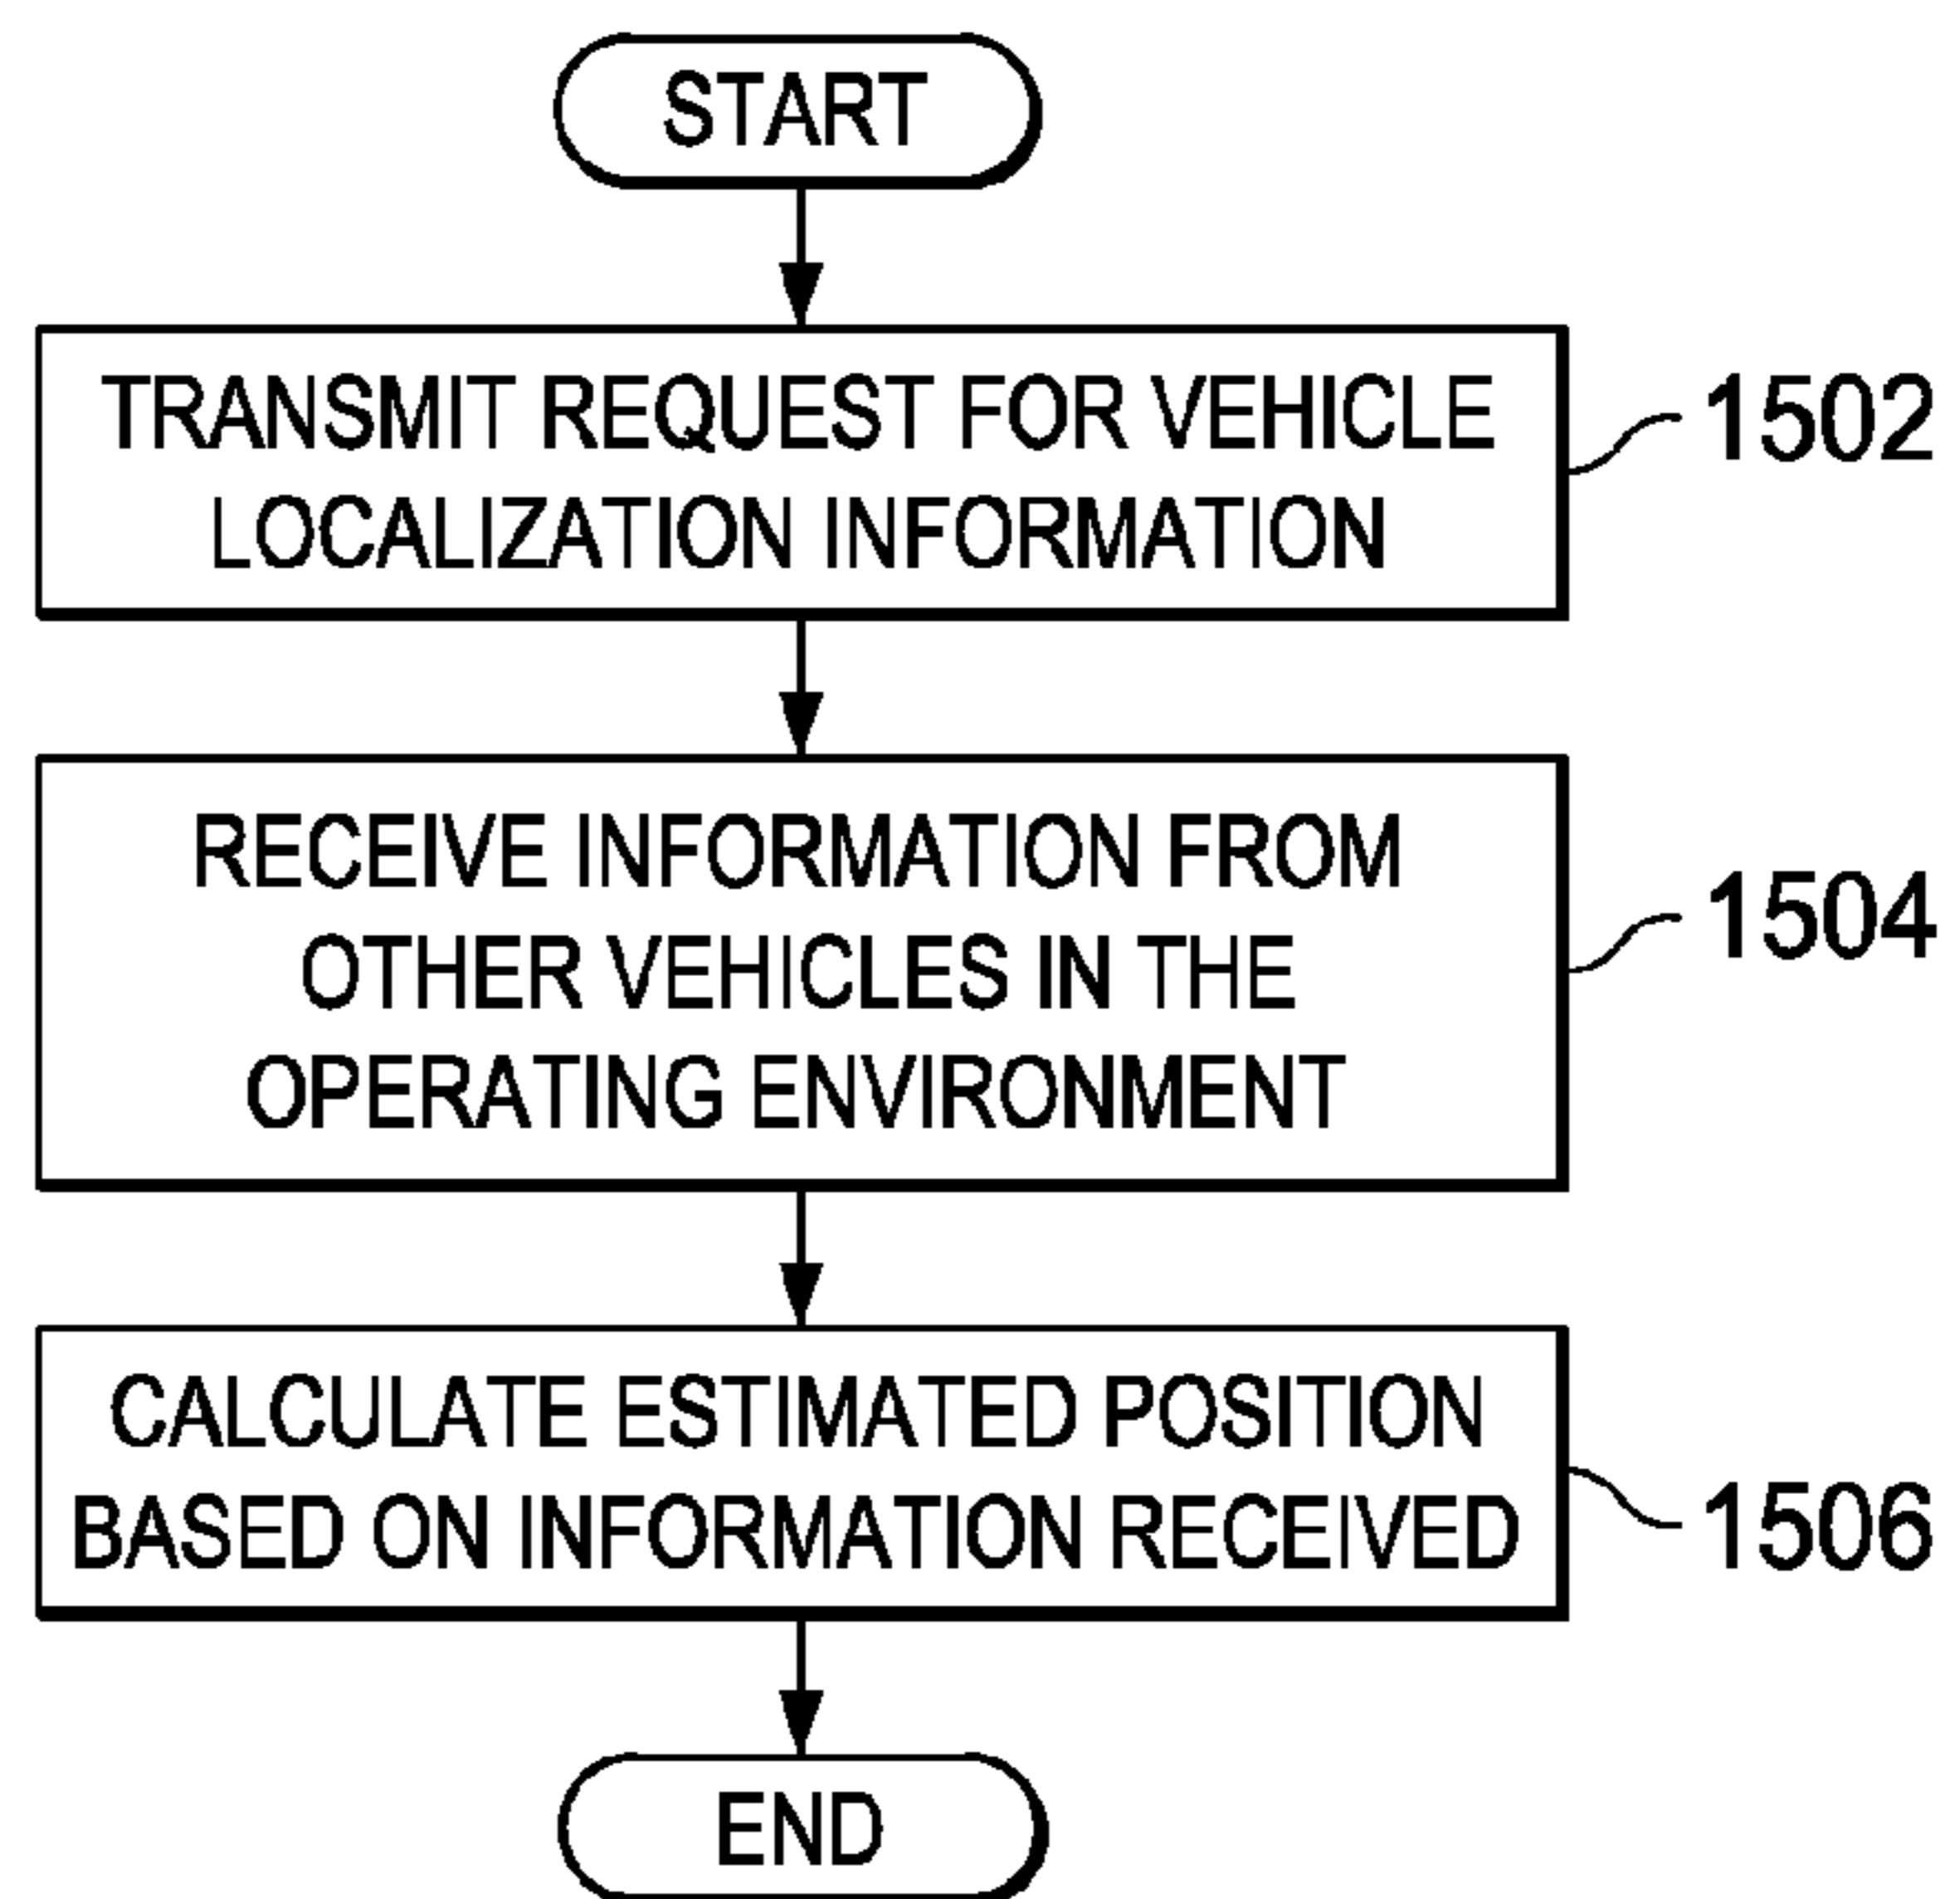 START
TRANSMIT REQUEST FOR VEHICLE
LOCALIZATION INFORMATION
1502
RECEIVE INFORMATION FROM
OTHER VEHICLES IN THE
OPERATING ENVIRONMENT
1504
CALCULATE ESTIMATED POSITION
BASED ON INFORMATION RECEIVED
1506
END